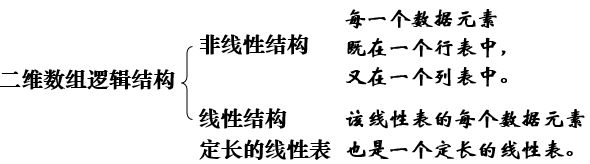 二维数组逻辑结构
非线性结构
每一个数据元素
既在一个行表中，
又在一个列表中。
线性结构
定长的线性表
该线性表的每个数据元素
也是一个定长的线性表。